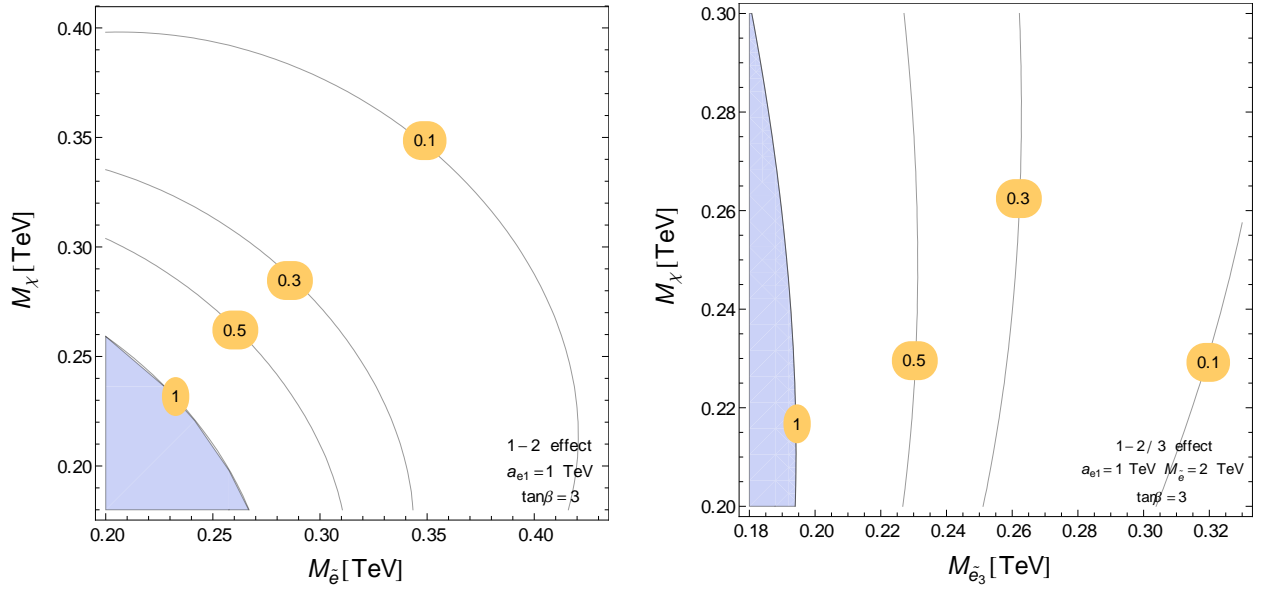 0.40
0.35
0.30
0.25
0.20
M_χ [TeV]
0.1
0.3
0.5
1
1−2 effect
a_e1 = 1 TeV
tanβ = 3
0.20 0.25 0.30 0.35 0.40
M_ẽ [TeV]
0.30
0.28
0.26
0.24
0.22
0.20
M_χ [TeV]
0.3
0.5
0.1
1
1−2/3 effect
a_e1 = 1 TeV M_ẽ = 2 TeV
tanβ = 3
0.18 0.20 0.22 0.24 0.26 0.28 0.30 0.32
M_ẽ3 [TeV]